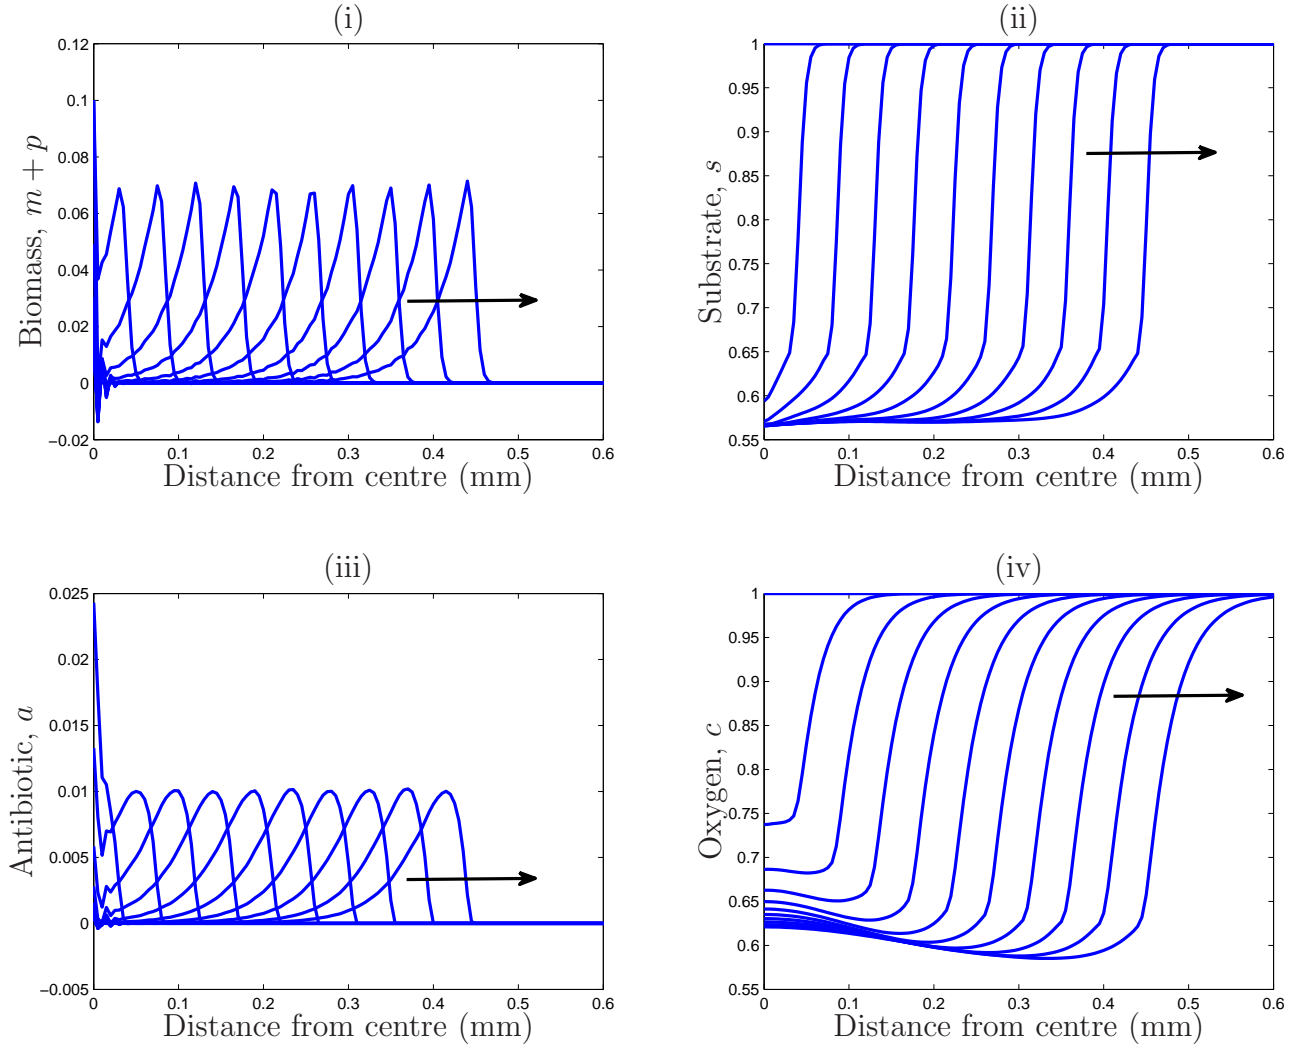 (i)
0.12
0.1
0.08
0.06
0.04
0.02
0
−0.02
Biomass, m + p
0 0.1 0.2 0.3 0.4 0.5 0.6
Distance from centre (mm)
(ii)
1
0.95
0.9
0.85
0.8
0.75
0.7
0.65
0.6
0.55
Substrate, s
0 0.1 0.2 0.3 0.4 0.5 0.6
Distance from centre (mm)
(iii)
0.025
0.02
0.015
0.01
0.005
0
−0.005
Antibiotic, a
0 0.1 0.2 0.3 0.4 0.5 0.6
Distance from centre (mm)
(iv)
1
0.95
0.9
0.85
0.8
0.75
0.7
0.65
0.6
0.55
Oxygen, c
0 0.1 0.2 0.3 0.4 0.5 0.6
Distance from centre (mm)